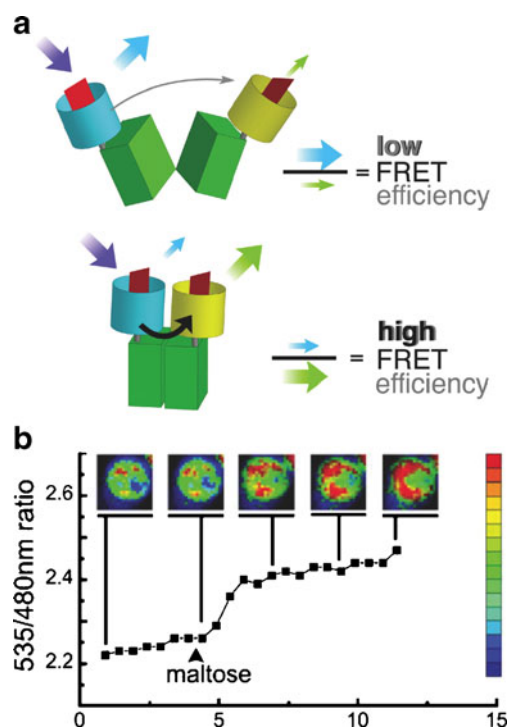 a
low
= FRET
efficiency
high
= FRET
efficiency
b
535/480nm ratio
2.6
2.4
2.2
maltose
0 5 10 15